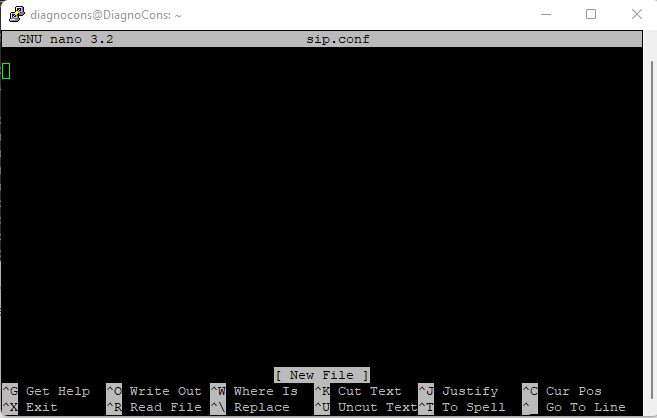 diagnocons@DiagnoCons: ~
GNU nano 3.2 sip.conf
[ New File ]
^G Get Help ^O Write Out ^W Where Is ^K Cut Text ^J Justify ^C Cur Pos
^X Exit ^R Read File ^\ Replace ^U Uncut Text ^T To Spell ^_ Go To Line